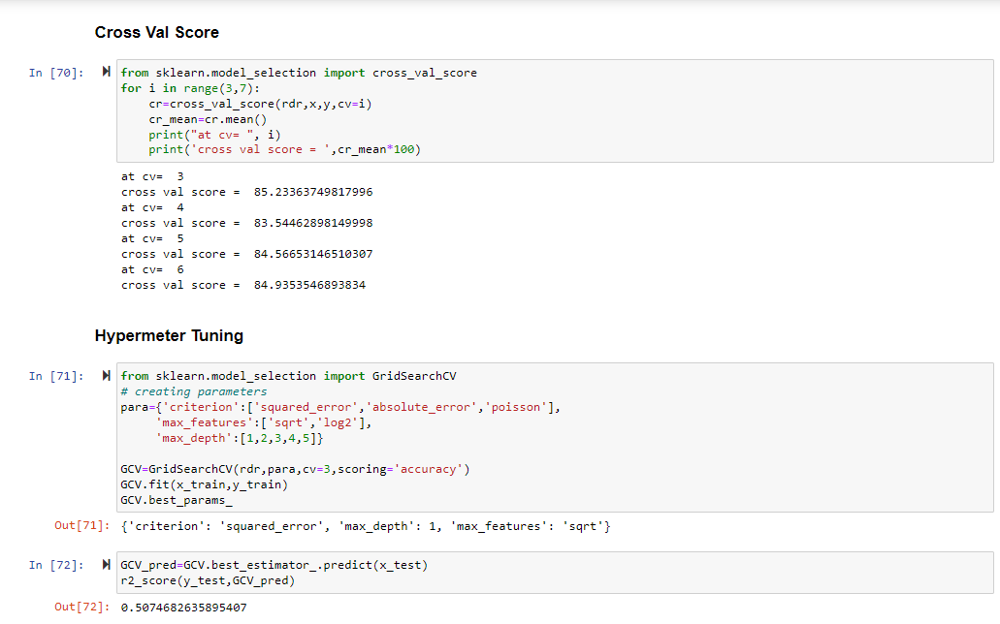 Cross Val Score
In [70]:
from sklearn.model_selection import cross_val_score
for i in range(3,7):
    cr=cross_val_score(rdr,x,y,cv=i)
    cr_mean=cr.mean()
    print("at cv= ", i)
    print('cross val score = ',cr_mean*100)
at cv=  3
cross val score =  85.23363749817996
at cv=  4
cross val score =  83.54462898149998
at cv=  5
cross val score =  84.56653146510307
at cv=  6
cross val score =  84.9353546893834
Hypermeter Tuning
In [71]:
from sklearn.model_selection import GridSearchCV
# creating parameters
para={'criterion':['squared_error','absolute_error','poisson'],
     'max_features':['sqrt','log2'],
     'max_depth':[1,2,3,4,5]}
GCV=GridSearchCV(rdr,para,cv=3,scoring='accuracy')
GCV.fit(x_train,y_train)
GCV.best_params_
Out[71]: {'criterion': 'squared_error', 'max_depth': 1, 'max_features': 'sqrt'}
In [72]:
GCV_pred=GCV.best_estimator_.predict(x_test)
r2_score(y_test,GCV_pred)
Out[72]: 0.5074682635895407